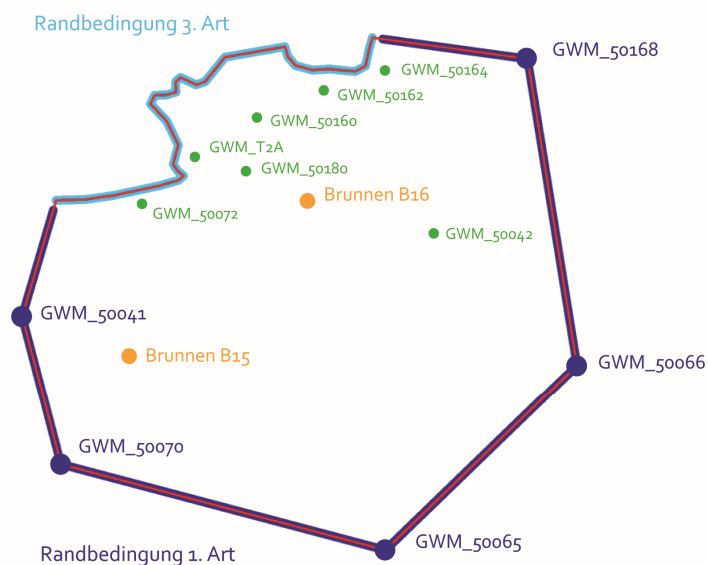 Randbedingung 3. Art
GWM_50168
GWM_50164
GWM_50162
GWM_50160
GWM_T2A
GWM_50180
Brunnen B16
GWM_50072
GWM_50042
GWM_50041
Brunnen B15
GWM_50066
GWM_50070
GWM_50065
Randbedingung 1. Art